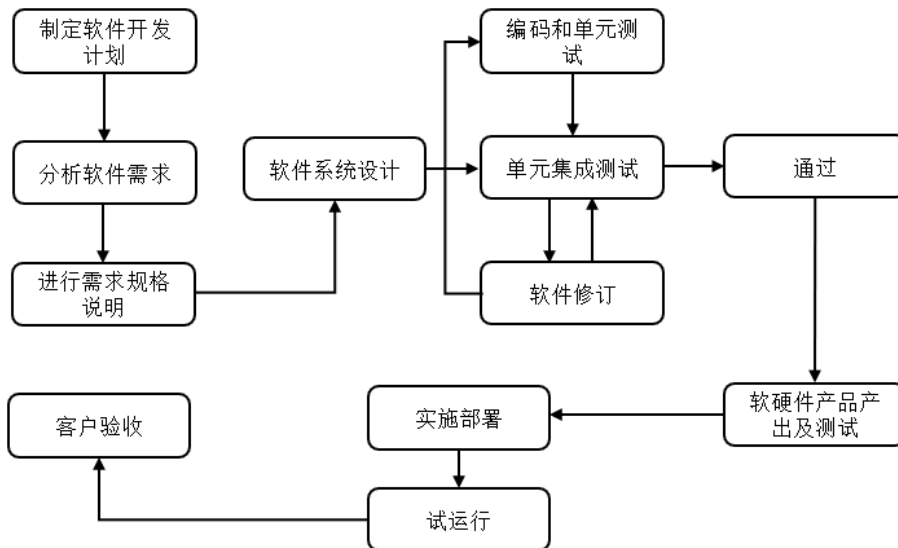 制定软件开发
计划
分析软件需求
进行需求规格
说明
软件系统设计
编码和单元测
试
单元集成测试
软件修订
通过
软硬件产品产
出及测试
实施部署
试运行
客户验收